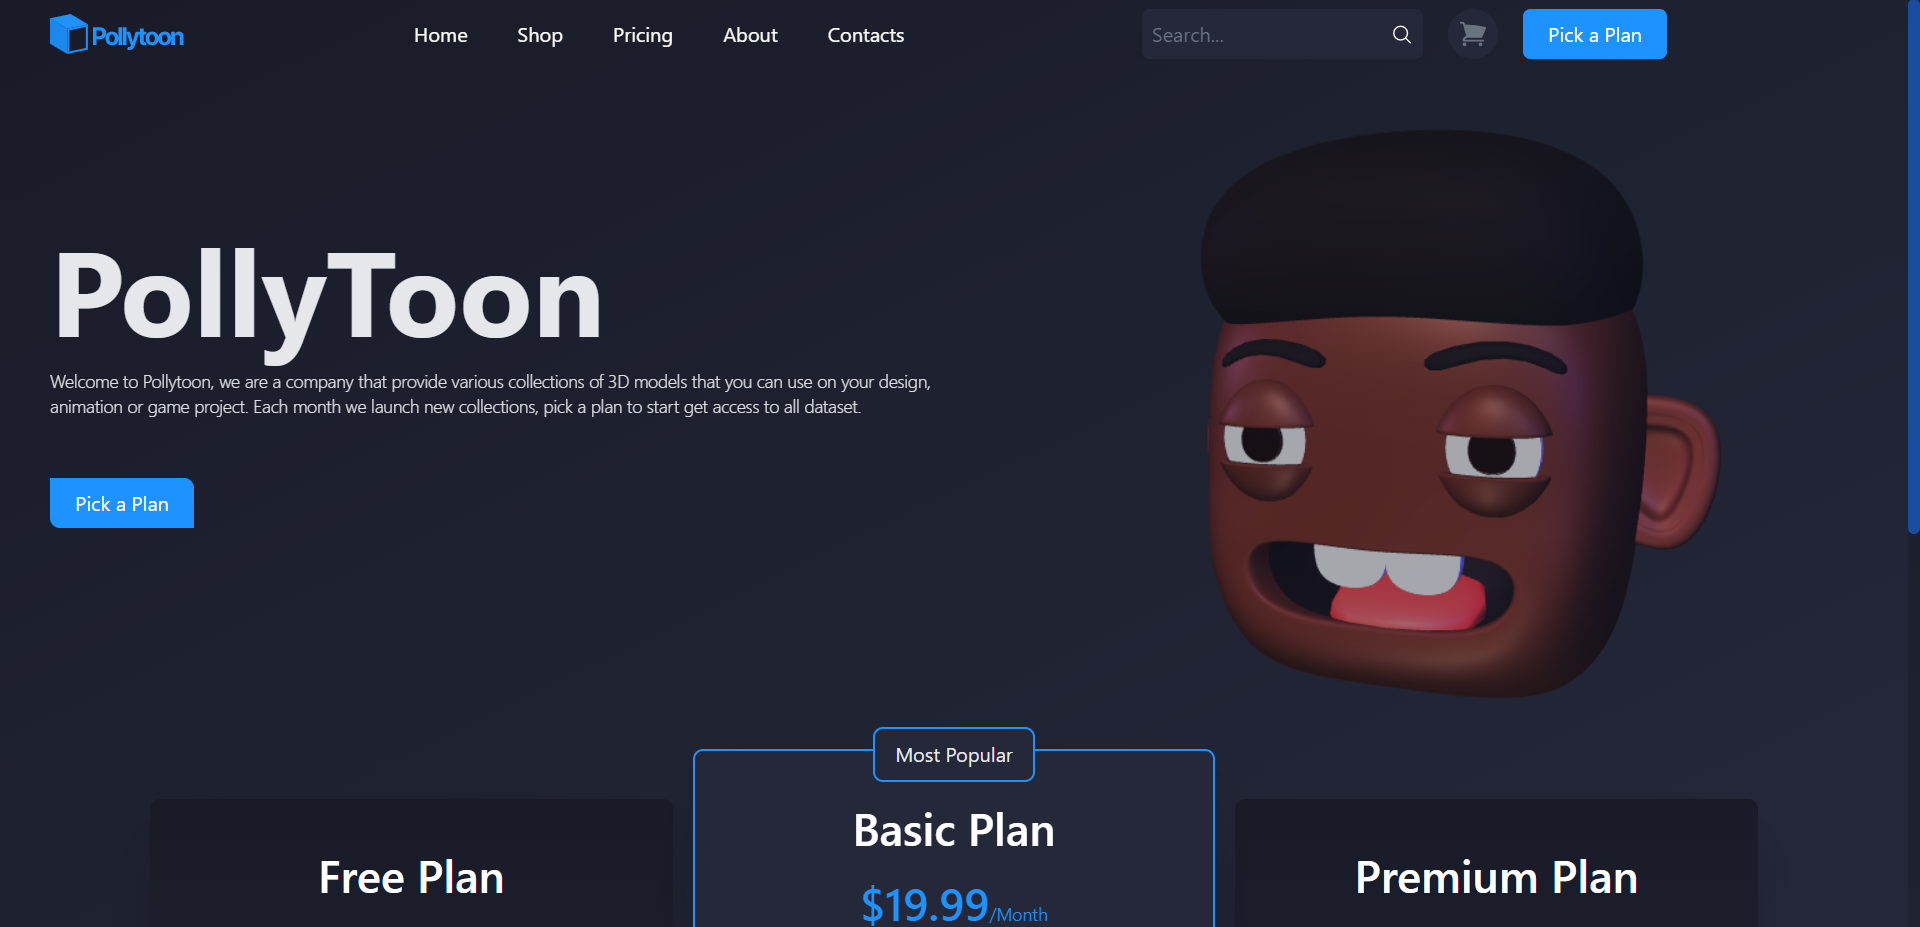 Pollytoon
Home Shop Pricing About Contacts
Search...
Pick a Plan
PollyToon
Welcome to Pollytoon, we are a company that provide various collections of 3D models that you can use on your design,
animation or game project. Each month we launch new collections, pick a plan to start get access to all dataset.
Pick a Plan
Most Popular
Free Plan
Basic Plan
$19.99/Month
Premium Plan